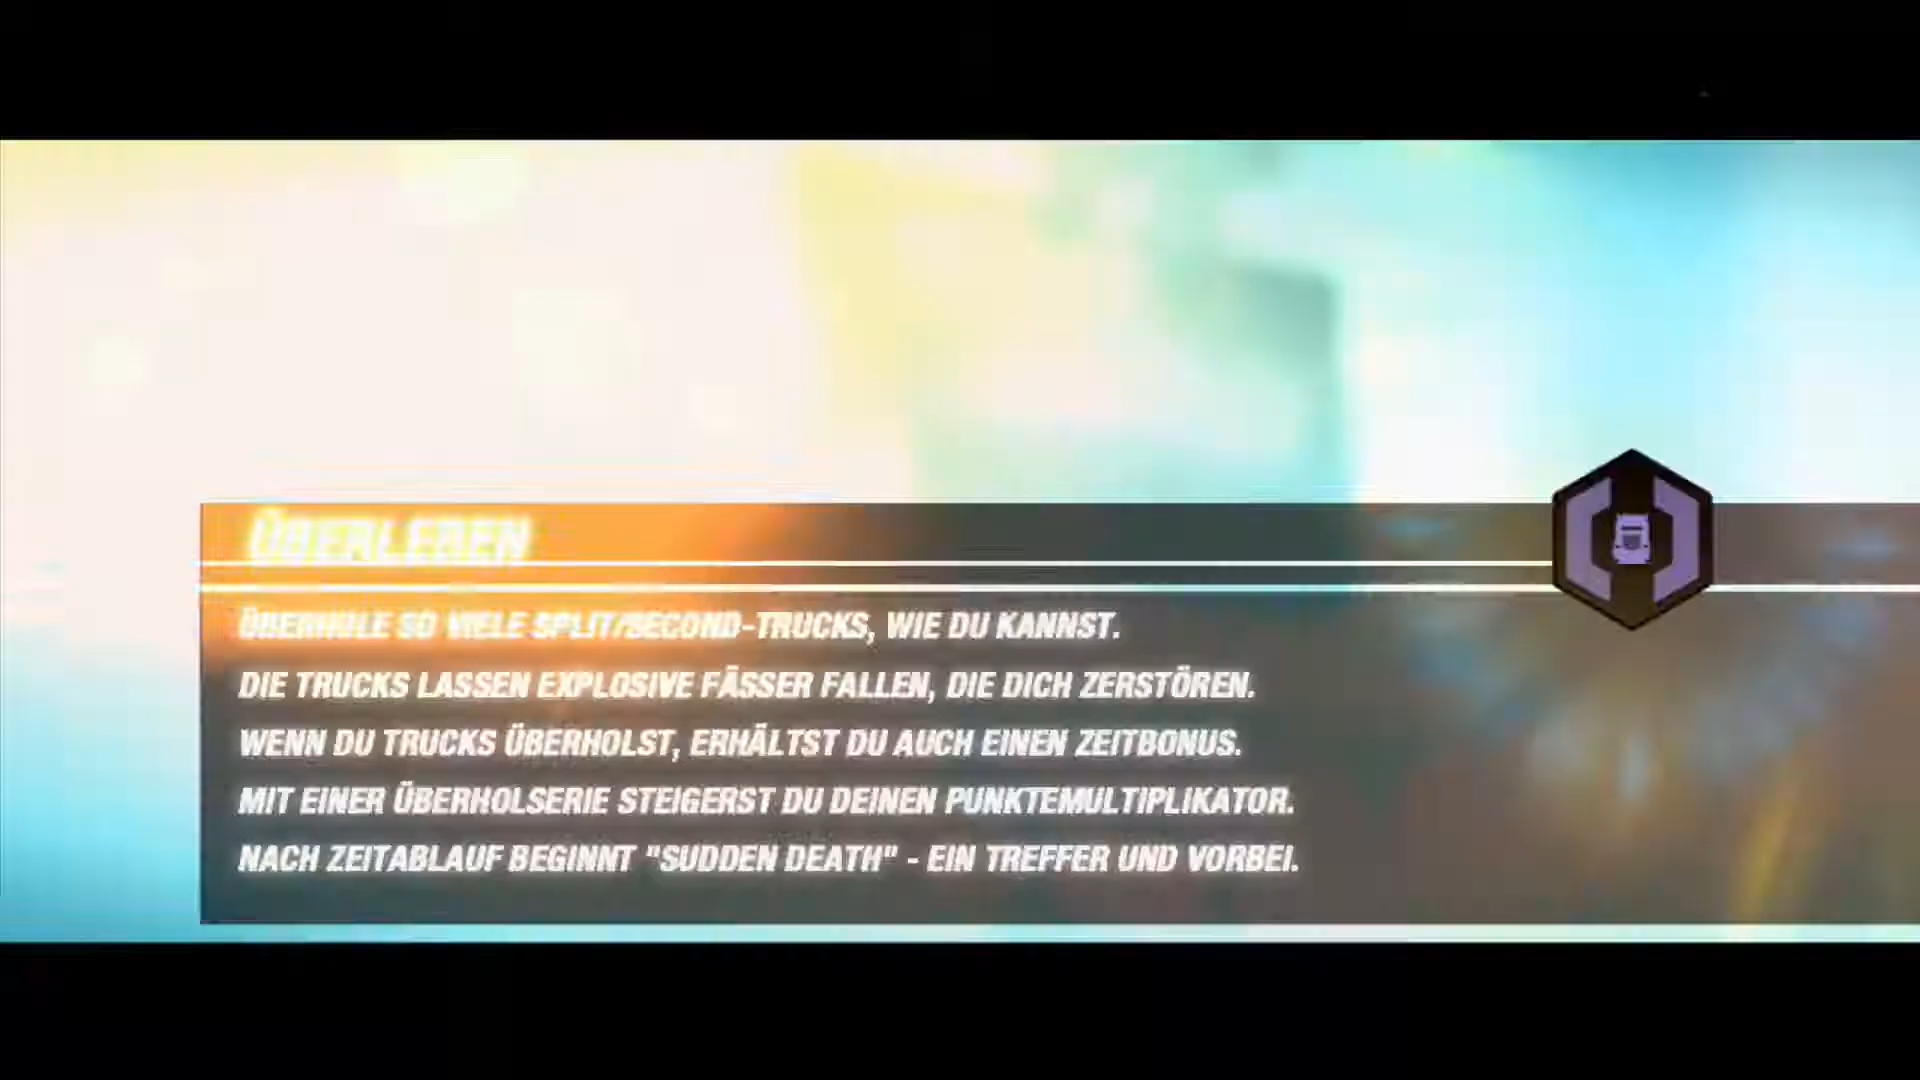 ÜBERLEBEN
ÜBERHOLE SO VIELE SPLIT/SECOND-TRUCKS, WIE DU KANNST.
DIE TRUCKS LASSEN EXPLOSIVE FÄSSER FALLEN, DIE DICH ZERSTÖREN.
WENN DU TRUCKS ÜBERHOLST, ERHÄLTST DU AUCH EINEN ZEITBONUS.
MIT EINER ÜBERHOLSERIE STEIGERST DU DEINEN PUNKTEMULTIPLIKATOR.
NACH ZEITABLAUF BEGINNT "SUDDEN DEATH" - EIN TREFFER UND VORBEI.